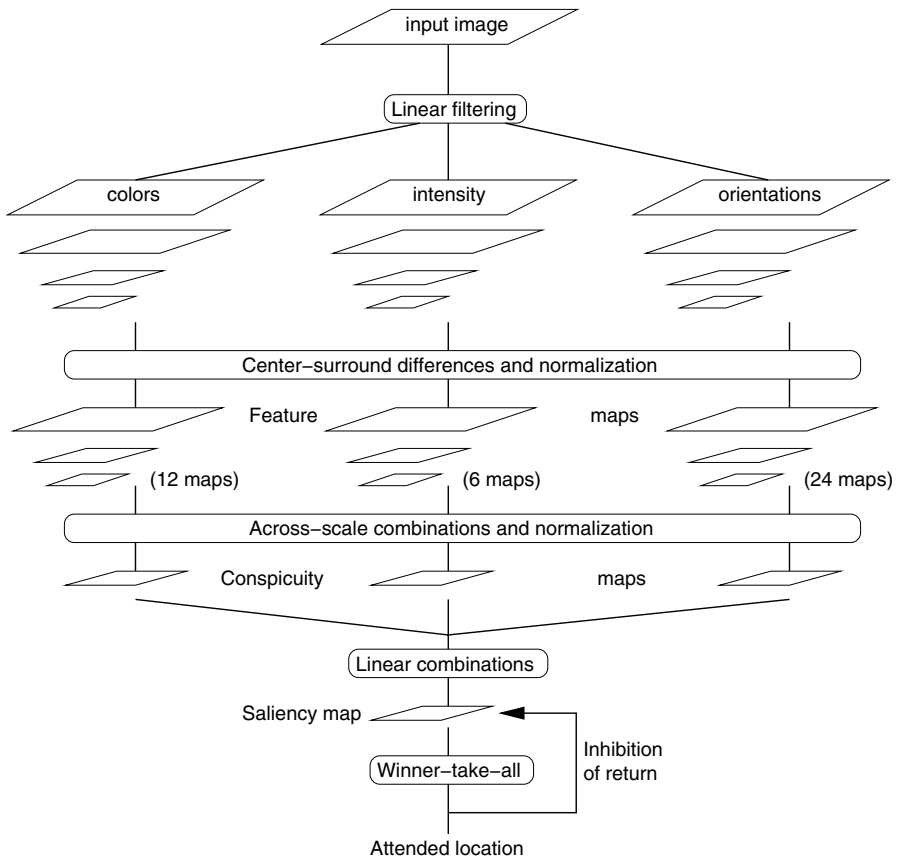 input image
Linear filtering
colors
intensity
orientations
Center−surround differences and normalization
Feature
maps
(12 maps)
(6 maps)
(24 maps)
Across−scale combinations and normalization
Conspicuity
maps
Linear combinations
Saliency map
Inhibition
of return
Winner−take−all
Attended location